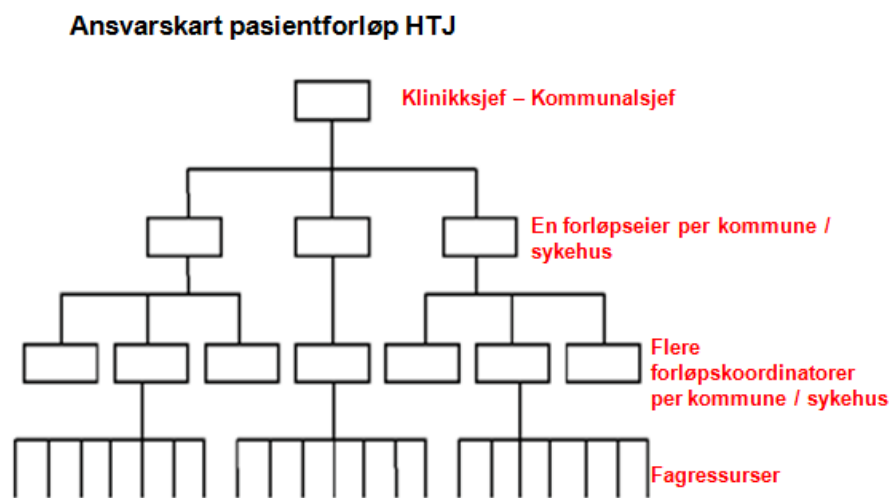 Ansvarskart pasientforløp HTJ
Klinikksjef – Kommunalsjef
En forløpseier per kommune /
sykehus
Flere
forløpskoordinatorer
per kommune / sykehus
Fagressurser